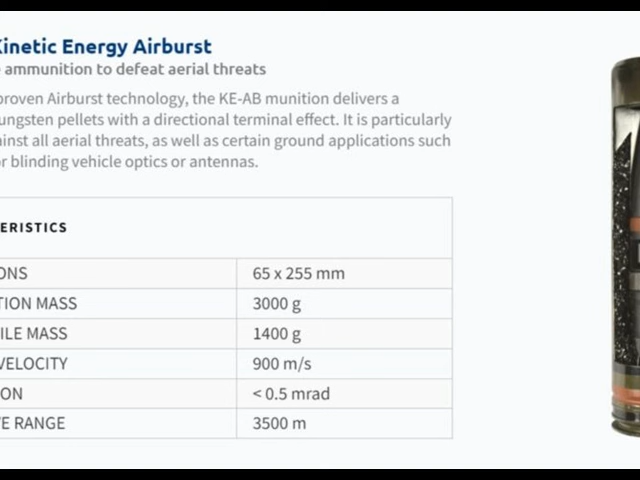 Kinetic Energy Airburst
ammunition to defeat aerial threats
proven Airburst technology, the KE-AB munition delivers a
ungsten pellets with a directional terminal effect. It is particularly
inst all aerial threats, as well as certain ground applications such
r blinding vehicle optics or antennas.
ERISTICS
ONS 65 x 255 mm
TION MASS 3000 g
ILE MASS 1400 g
VELOCITY 900 m/s
ON < 0.5 mrad
E RANGE 3500 m